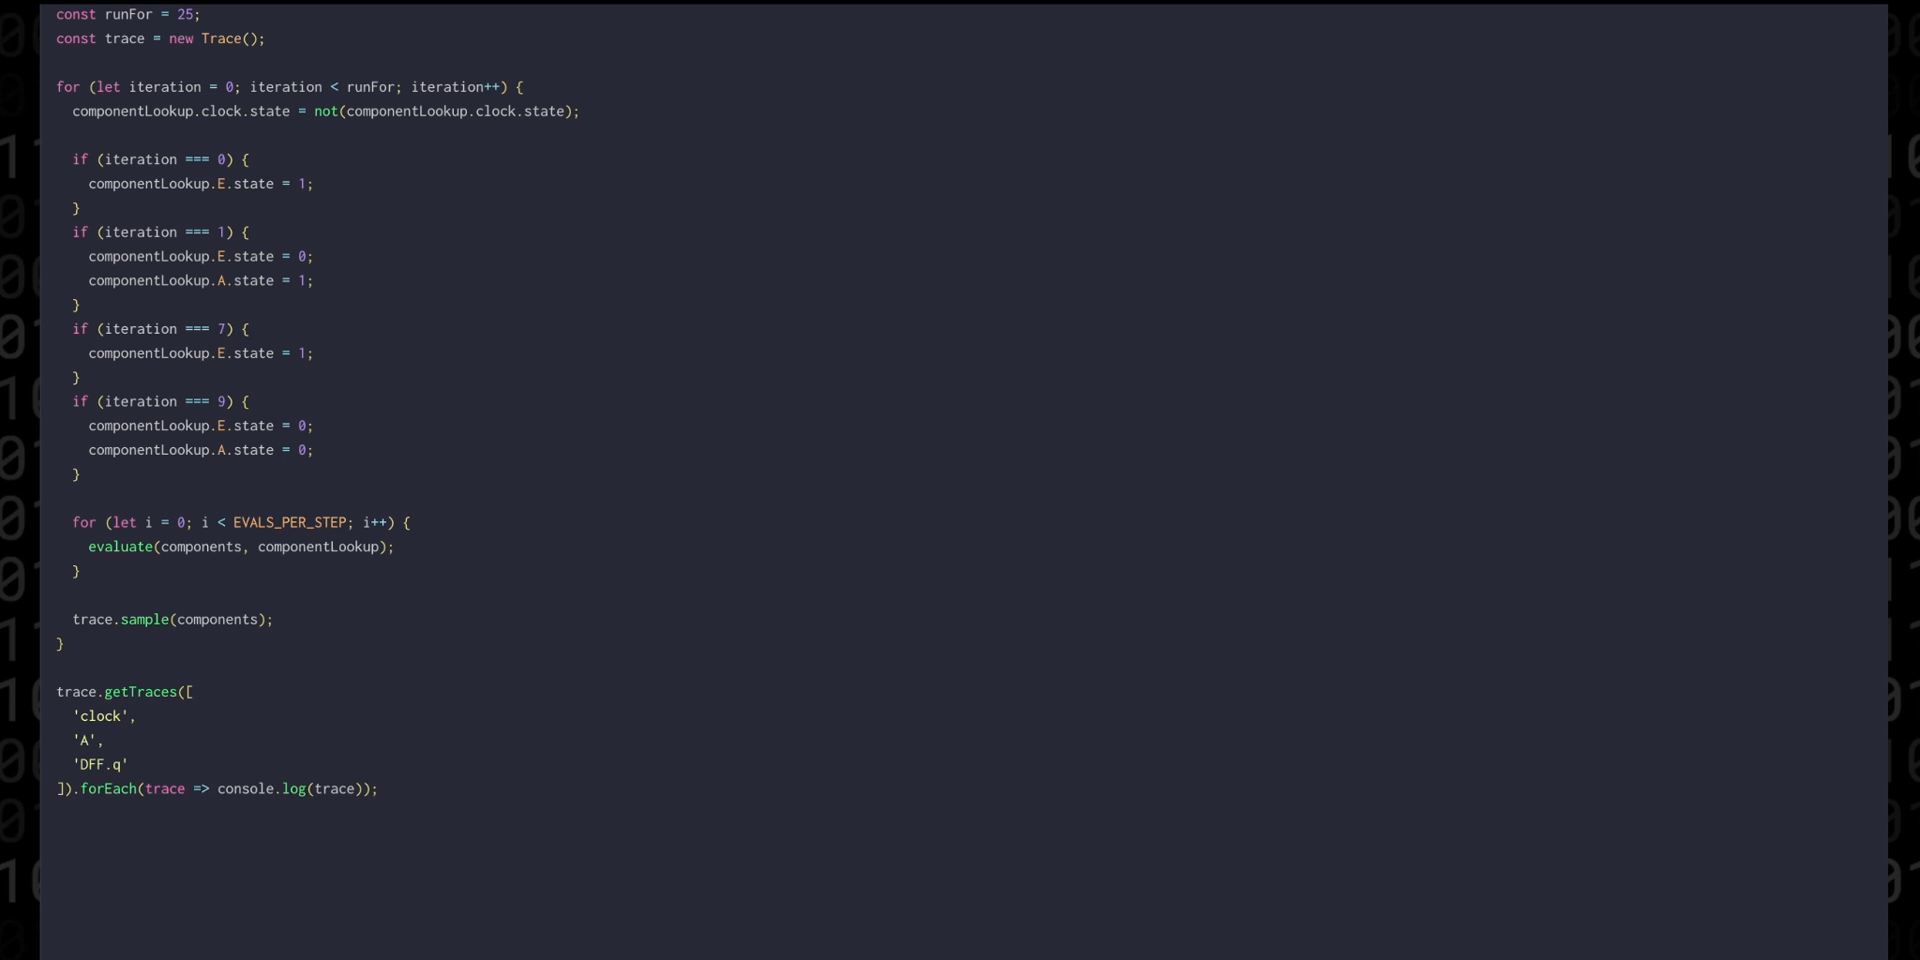 const runFor = 25;
const trace = new Trace();
for (let iteration = 0; iteration < runFor; iteration++) {
componentLookup.clock.state = not(componentLookup.clock.state);
if (iteration === 0) {
componentLookup.E.state = 1;
}
if (iteration === 1) {
componentLookup.E.state = 0;
componentLookup.A.state = 1;
}
if (iteration === 7) {
componentLookup.E.state = 1;
}
if (iteration === 9) {
componentLookup.E.state = 0;
componentLookup.A.state = 0;
}
for (let i = 0; i < EVALS_PER_STEP; i++) {
evaluate(components, componentLookup);
}
trace.sample(components);
}
trace.getTraces([
'clock',
'A',
'DFF.q'
]).forEach(trace => console.log(trace));